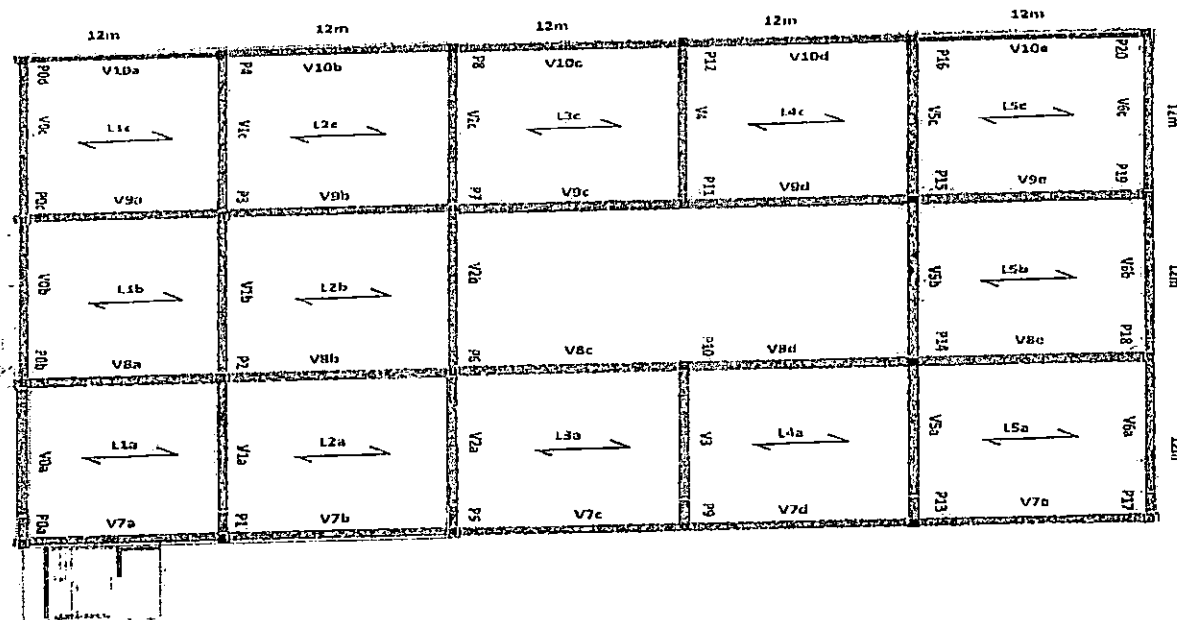 12m 12m 12m 12m 12m
P0d V10a P4 V10b P8 V10c P12 V10d P16 V10e P20
V0c L1c V1c L2c V2c L3c V4 L4c V5c L5c V6c 12m
P0c V9a P3 V9b P7 V9c P11 V9d P15 V9e P19
V0b L1b V1b L2b V2b V5b L5b V6b 12m
P0b V8a P2 V8b P6 V8c P10 V8d P14 V8e P18
V0a L1a V1a L2a V2a L3a V3 L4a V5a L5a V6a 12m
P0a V7a P1 V7b P5 V7c P9 V7d P13 V7e P17